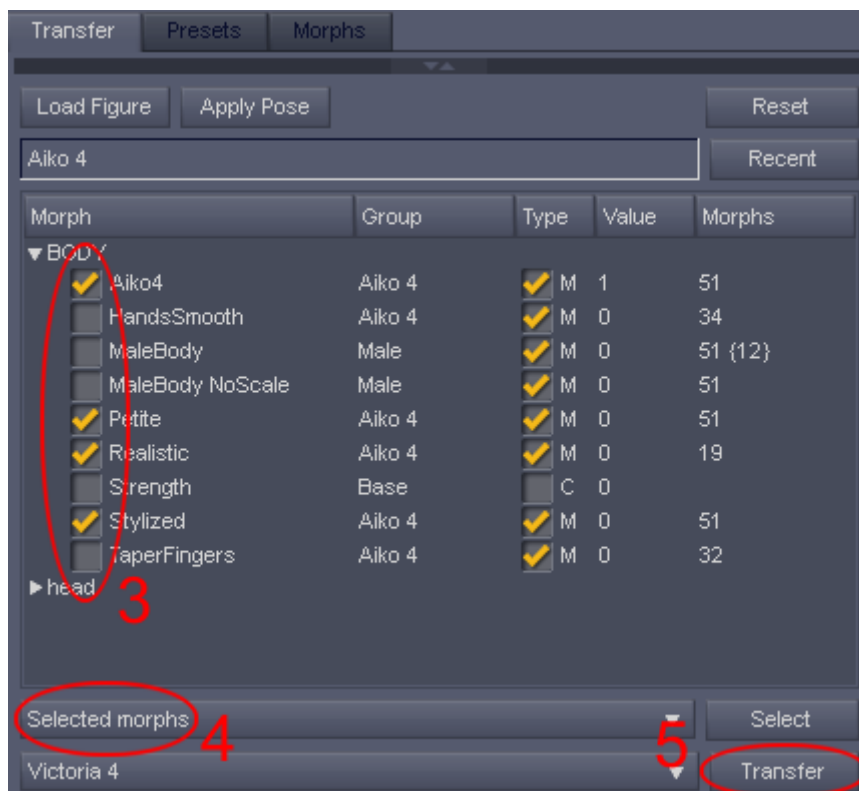 Transfer Presets Morphs
Load Figure Apply Pose Reset
Aiko 4 Recent
Morph Group Type Value Morphs
BODY
Aiko4 Aiko 4 M 1 51
HandsSmooth Aiko 4 M 0 34
MaleBody Male M 0 51 {12}
MaleBody NoScale Male M 0 51
Petite Aiko 4 M 0 51
Realistic Aiko 4 M 0 19
Strength Base C 0
Stylized Aiko 4 M 0 51
TaperFingers Aiko 4 M 0 32
head
3
Selected morphs 4 Select
Victoria 4 5 Transfer